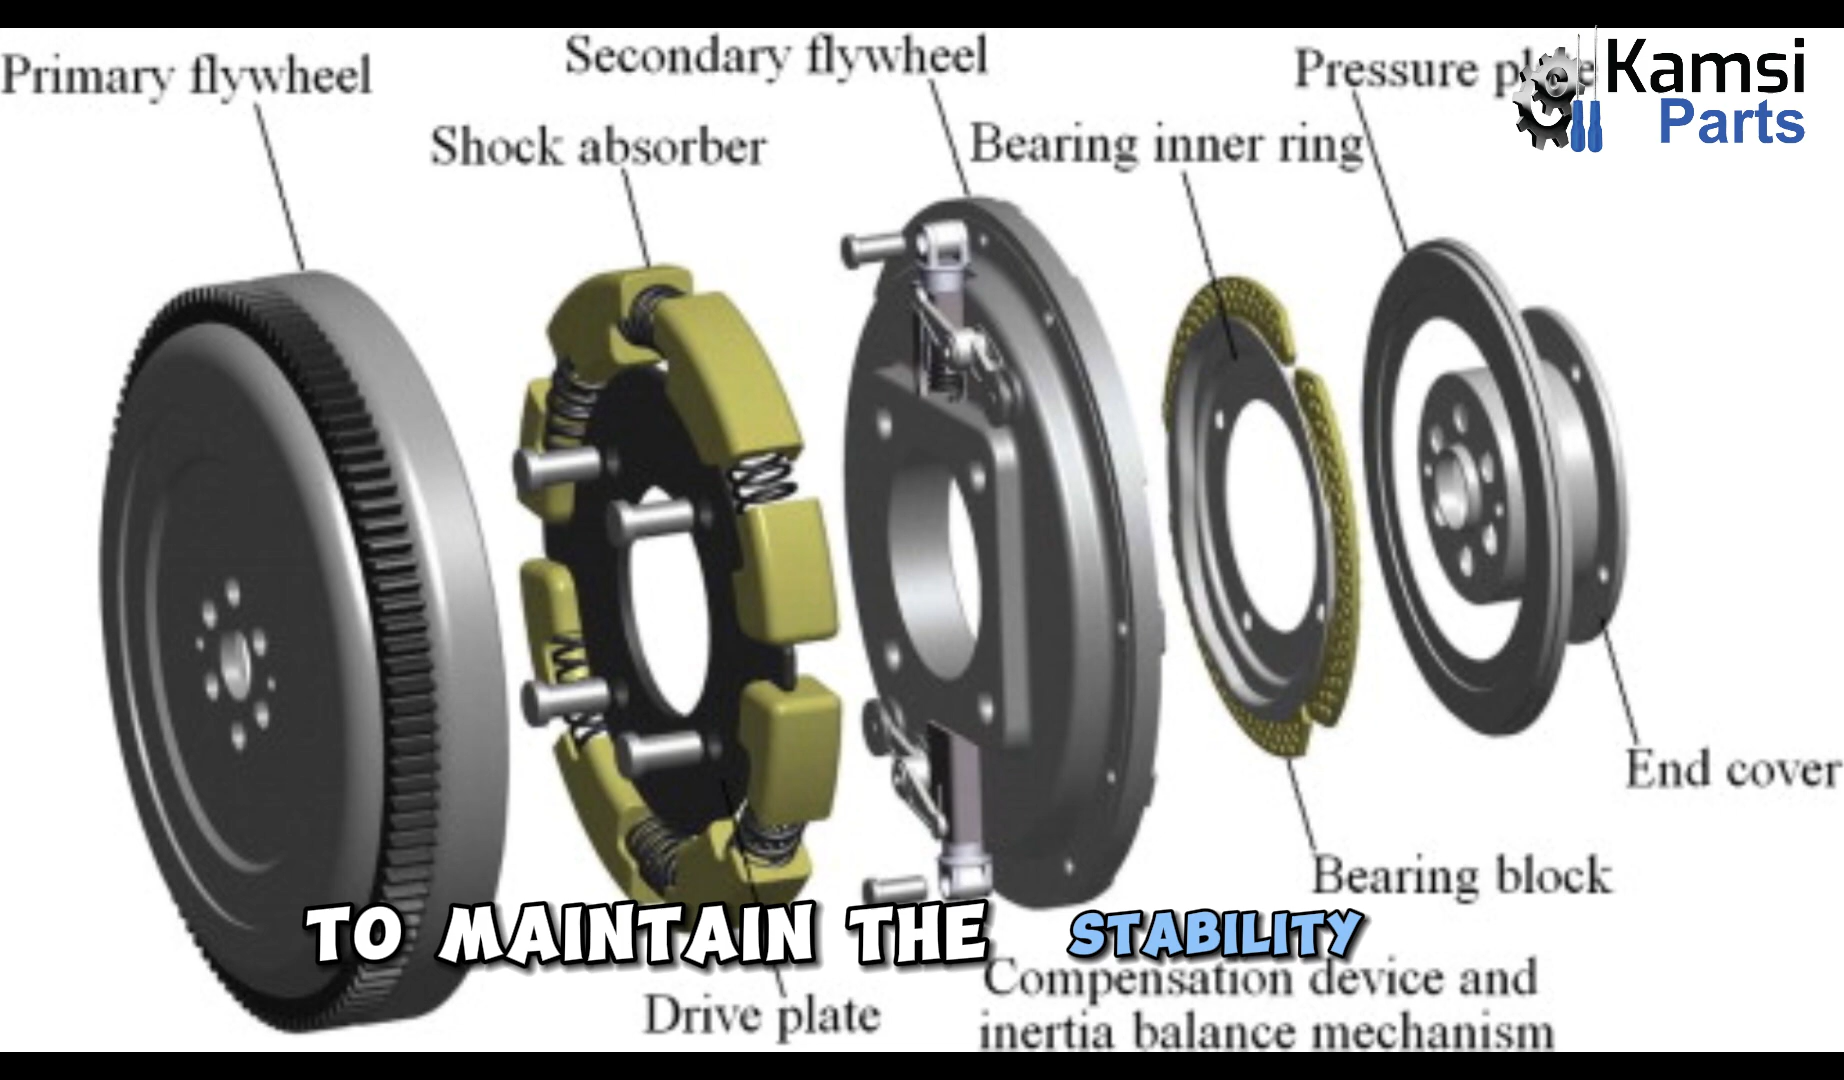 Primary flywheel
Secondary flywheel
Pressure plate
Kamsi
Parts
Shock absorber
Bearing inner ring
End cover
Bearing block
TO MAINTAIN THE STABILITY
Compensation device and
inertia balance mechanism
Drive plate